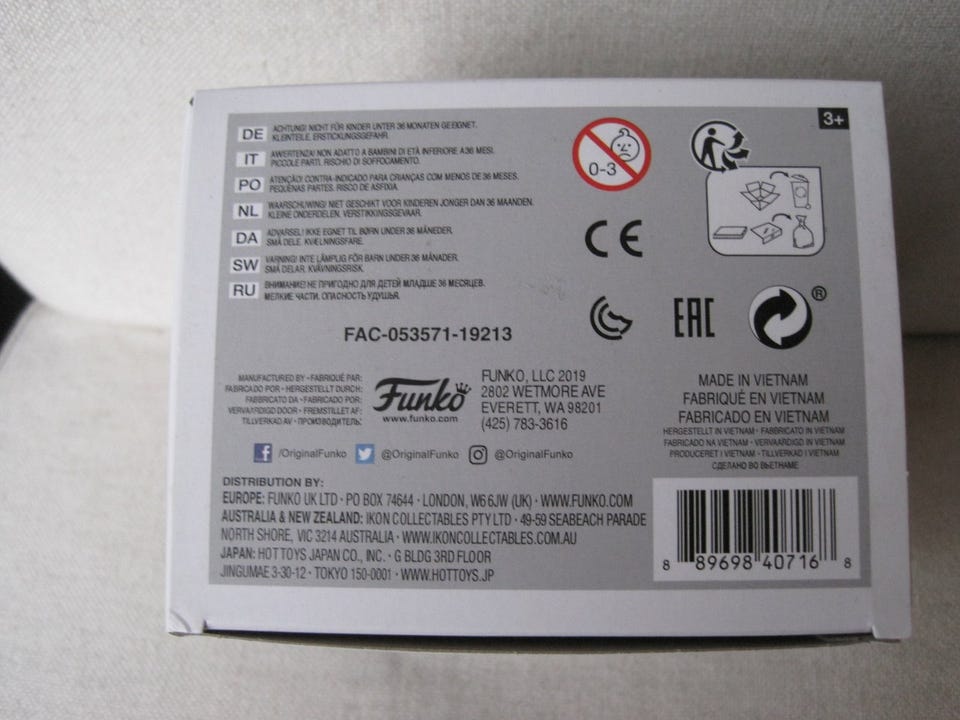 DE ACHTUNG! NICHT FÜR KINDER UNTER 36 MONATEN GEEIGNET.
KLEINTEILE. ERSTICKUNGSGEFAHR.
IT AVVERTENZA! NON ADATTO A BAMBINI DI ETÀ INFERIORE A 36 MESI.
PICCOLE PARTI. RISCHIO DI SOFFOCAMENTO.
PO ATENÇÃO! CONTRA-INDICADO PARA CRIANÇAS COM MENOS DE 36 MESES.
PEQUENAS PARTES. RISCO DE ASFIXIA.
NL WAARSCHUWING! NIET GESCHIKT VOOR KINDEREN JONGER DAN 36 MAANDEN.
KLEINE ONDERDELEN. VERSTIKKINGSGEVAAR.
DA ADVARSEL! IKKE EGNET TIL BØRN UNDER 36 MÅNEDER.
SMÅ DELE. KVÆLNINGSFARE.
SW VARNING! INTE LÄMPLIG FÖR BARN UNDER 36 MÅNADER.
SMÅ DELAR. KVÄVNINGSRISK.
RU ВНИМАНИЕ! НЕ ПРИГОДНО ДЛЯ ДЕТЕЙ МЛАДШЕ 36 МЕСЯЦЕВ.
МЕЛКИЕ ЧАСТИ. ОПАСНОСТЬ УДУШЬЯ.
0-3
3+
CE
EAC
®
FAC-053571-19213
MANUFACTURED BY • FABRIQUÉ PAR:
FABRICADO POR • HERGESTELLT DURCH:
FABBRICATO DA • FABRICADO POR:
VERVAARDIGD DOOR • FREMSTILLET AF:
TILLVERKAD AV • ПРОИЗВОДИТЕЛЬ:
Funko
www.funko.com
FUNKO, LLC 2019
2802 WETMORE AVE
EVERETT, WA 98201
(425) 783-3616
MADE IN VIETNAM
FABRIQUÉ EN VIETNAM
FABRICADO EN VIETNAM
HERGESTELLT IN VIETNAM • FABBRICATO IN VIETNAM
FABRICADO NA VIETNAM • VERVAARDIGD IN VIETNAM
PRODUCERET I VIETNAM • TILLVERKAD I VIETNAM
СДЕЛАНО ВО ВЬЕТНАМЕ
/OriginalFunko @OriginalFunko @OriginalFunko
DISTRIBUTION BY:
EUROPE: FUNKO UK LTD • PO BOX 74644 • LONDON, W6 6JW (UK) • WWW.FUNKO.COM
AUSTRALIA & NEW ZEALAND: IKON COLLECTABLES PTY LTD • 49-59 SEABEACH PARADE
NORTH SHORE, VIC 3214 AUSTRALIA • WWW.IKONCOLLECTABLES.COM.AU
JAPAN: HOT TOYS JAPAN CO., INC. • G BLDG 3RD FLOOR
JINGUMAE 3-30-12 • TOKYO 150-0001 • WWW.HOTTOYS.JP
8 89698 40716 8